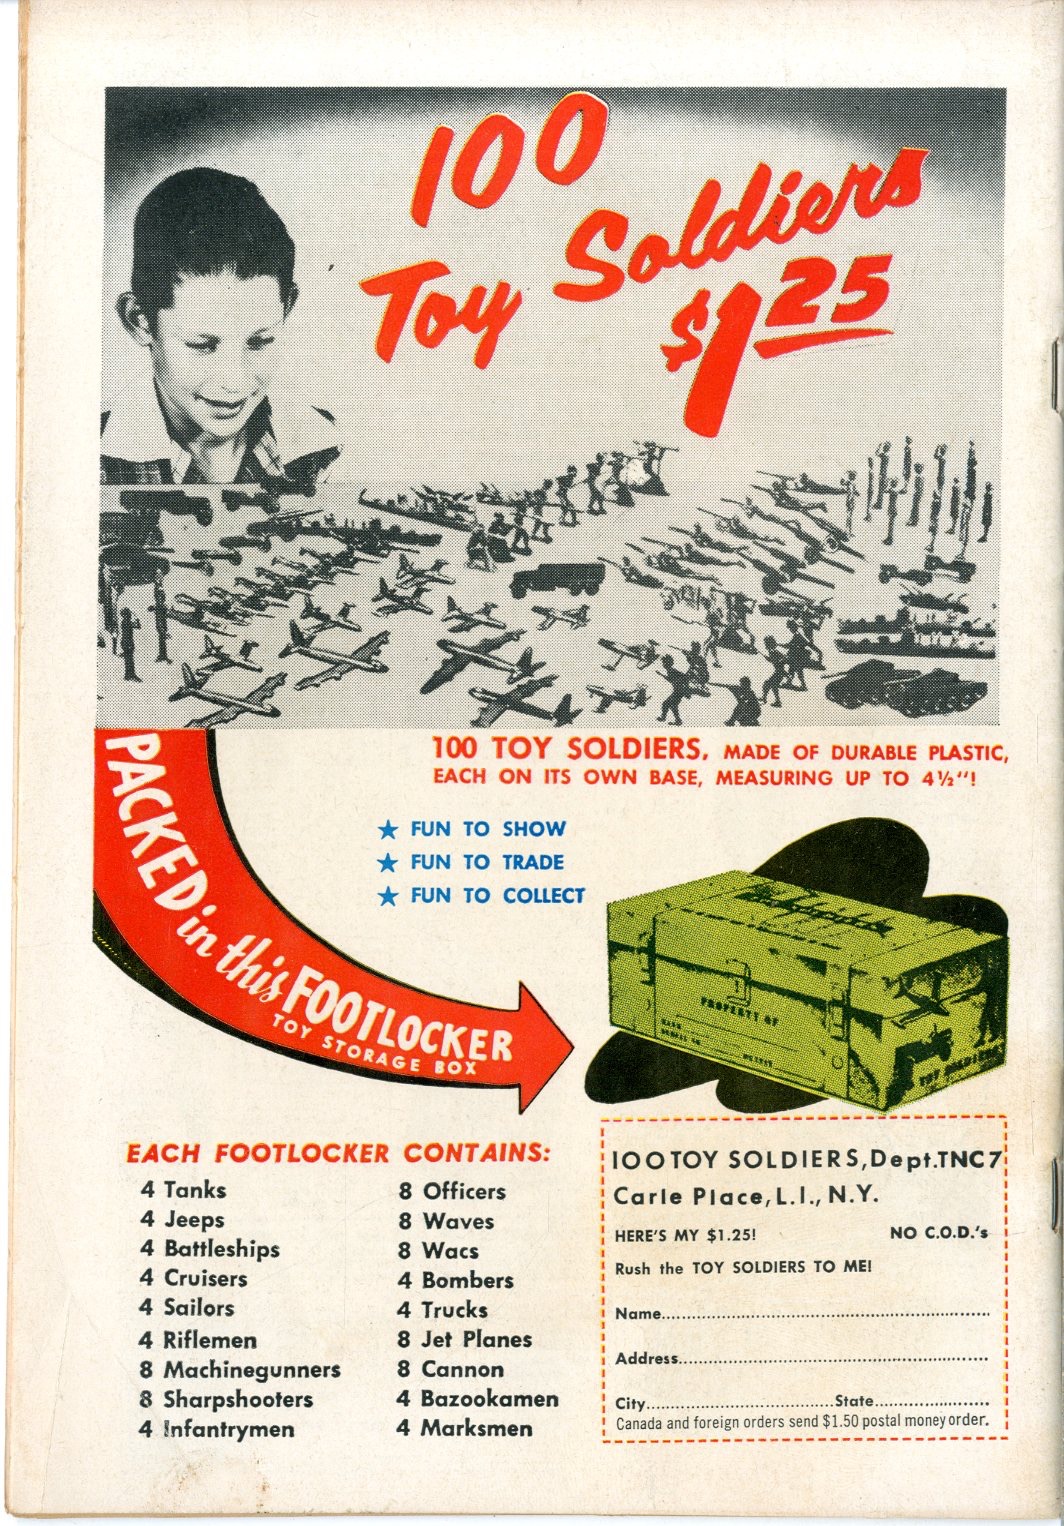 100
Toy Soldiers
$1.25
PACKED in this FOOTLOCKER
TOY STORAGE BOX
100 TOY SOLDIERS, MADE OF DURABLE PLASTIC,
EACH ON ITS OWN BASE, MEASURING UP TO 4½"!
★ FUN TO SHOW
★ FUN TO TRADE
★ FUN TO COLLECT
PROPERTY OF
TOY SOLDIERS
EACH FOOTLOCKER CONTAINS:
4 Tanks
4 Jeeps
4 Battleships
4 Cruisers
4 Sailors
4 Riflemen
8 Machinegunners
8 Sharpshooters
4 Infantrymen
8 Officers
8 Waves
8 Wacs
4 Bombers
4 Trucks
8 Jet Planes
8 Cannon
4 Bazookamen
4 Marksmen
100 TOY SOLDIERS, Dept. TNC7
Carle Place, L.I., N.Y.
HERE'S MY $1.25! NO C.O.D.'s
Rush the TOY SOLDIERS TO ME!
Name
Address
City State
Canada and foreign orders send $1.50 postal money order.